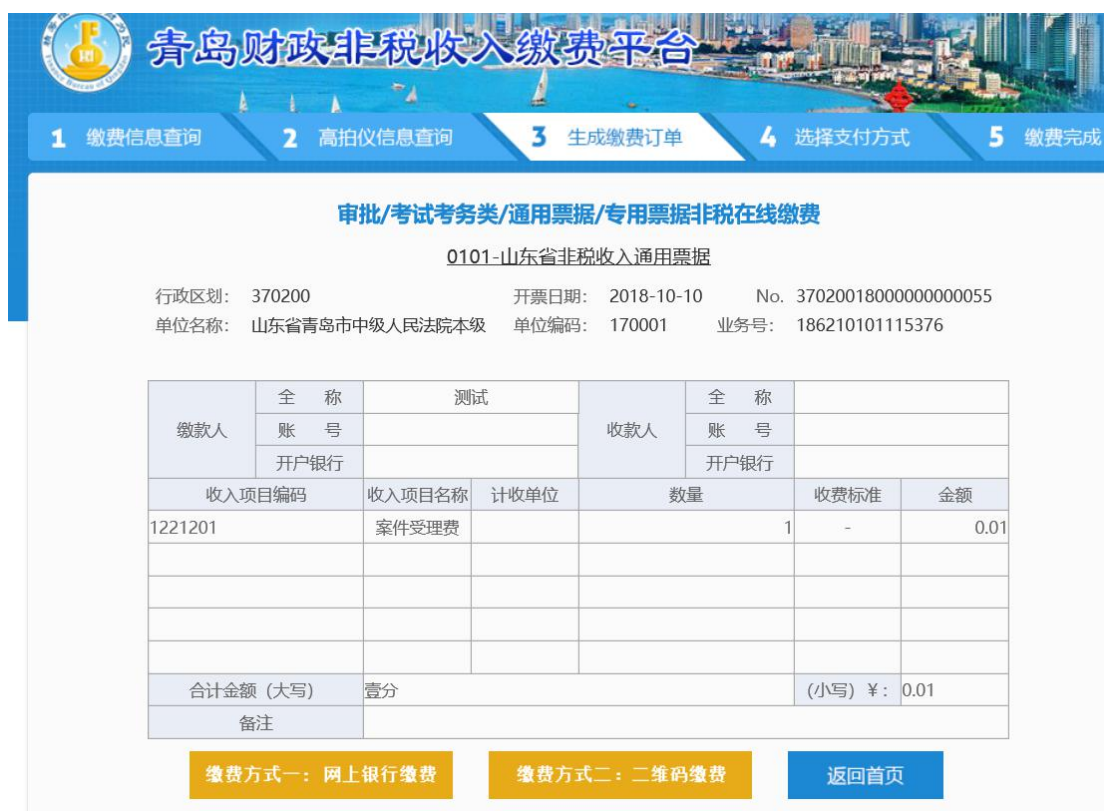 青岛财政非税收入缴费平台
1 缴费信息查询 2 高拍仪信息查询 3 生成缴费订单 4 选择支付方式 5 缴费完成
审批/考试考务类/通用票据/专用票据非税在线缴费
0101-山东省非税收入通用票据
行政区划： 370200 开票日期： 2018-10-10 No. 37020018000000000055
单位名称： 山东省青岛市中级人民法院本级 单位编码： 170001 业务号： 186210101115376
缴款人 全 称 测试 收款人 全 称
账 号 账 号
开户银行 开户银行
收入项目编码 收入项目名称 计收单位 数量 收费标准 金额
1221201 案件受理费 1 - 0.01
合计金额（大写） 壹分 （小写）￥： 0.01
备注
缴费方式一：网上银行缴费 缴费方式二：二维码缴费 返回首页